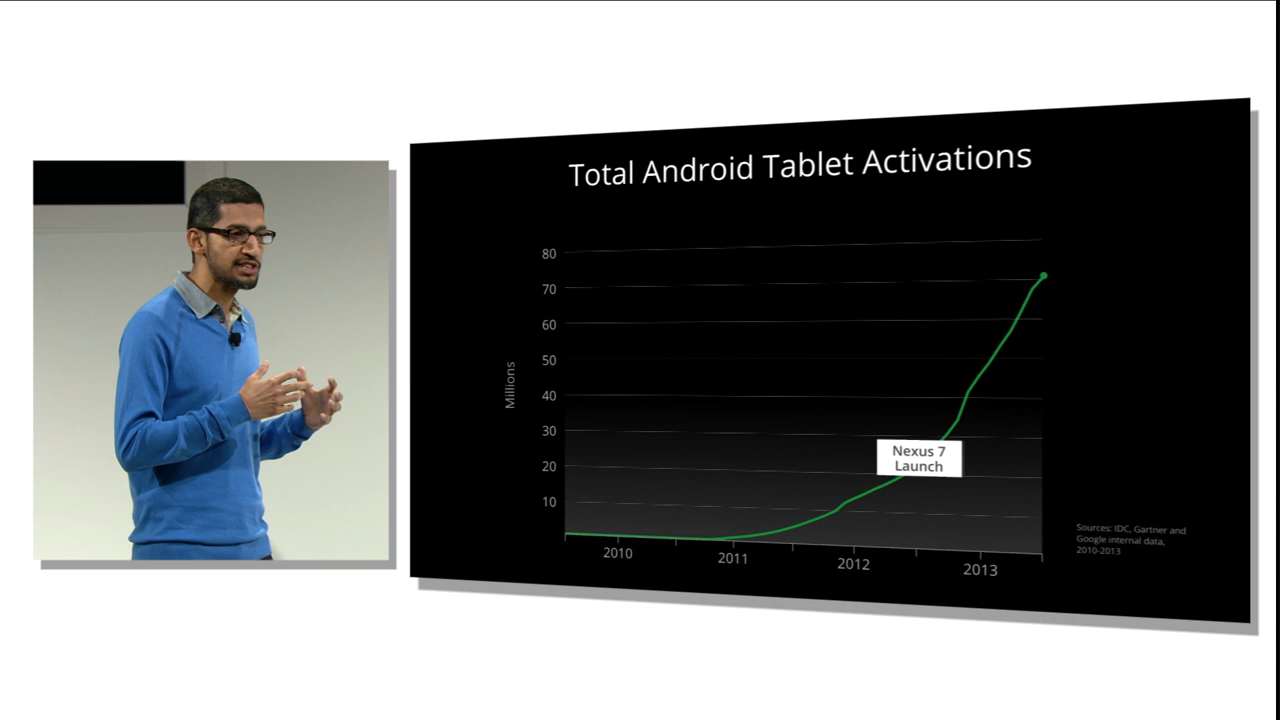 Total Android Tablet Activations
80
70
60
50
40
30
20
10
Millions
Nexus 7
Launch
2010
2011
2012
2013
Sources: IDC, Gartner and
Google internal data,
2010-2013